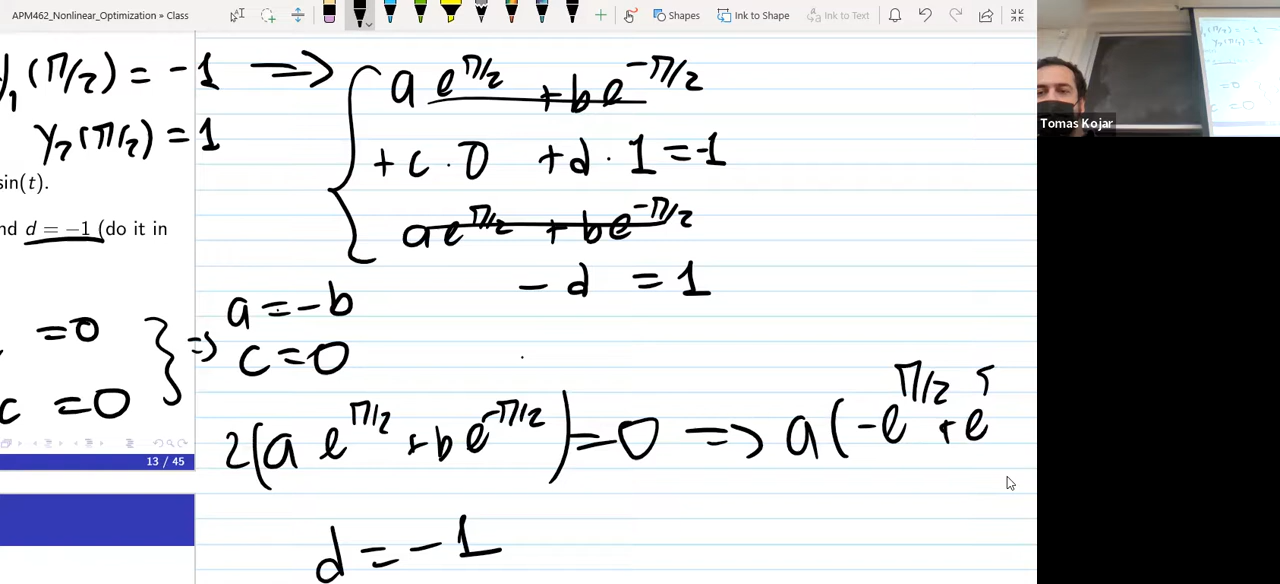 APM462_Nonlinear_Optimization » Class
Shapes
Ink to Shape
Ink to Text
y₁(π/2) = -1 => a e^{π/2} + b e^{-π/2}
y₂(π/2) = 1
+ c · 0 + d · 1 = -1
sin(t).
a e^{π/2} + b e^{-π/2}
nd d = −1 (do it in
- d = 1
a = -b
= 0
=> c = 0
c = 0
2(a e^{π/2} + b e^{-π/2}) = 0 => a(-e^{π/2} + e
13 / 45
d = -1
Tomas Kojar